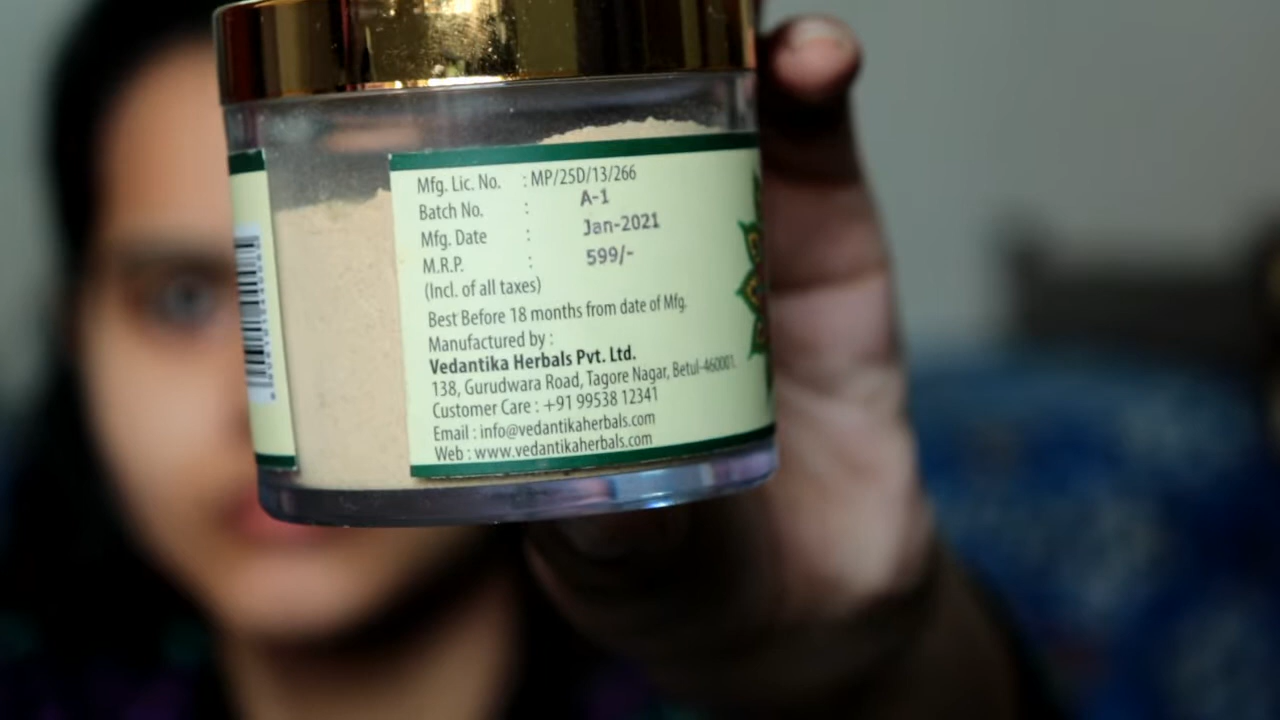 Mfg. Lic. No. : MP/25D/13/266
Batch No. : A-1
Mfg. Date : Jan-2021
M.R.P. : 599/-
(Incl. of all taxes)
Best Before 18 months from date of Mfg.
Manufactured by :
Vedantika Herbals Pvt. Ltd.
138, Gurudwara Road, Tagore Nagar, Betul-460001.
Customer Care : +91 99538 12341
Email : info@vedantikaherbals.com
Web : www.vedantikaherbals.com